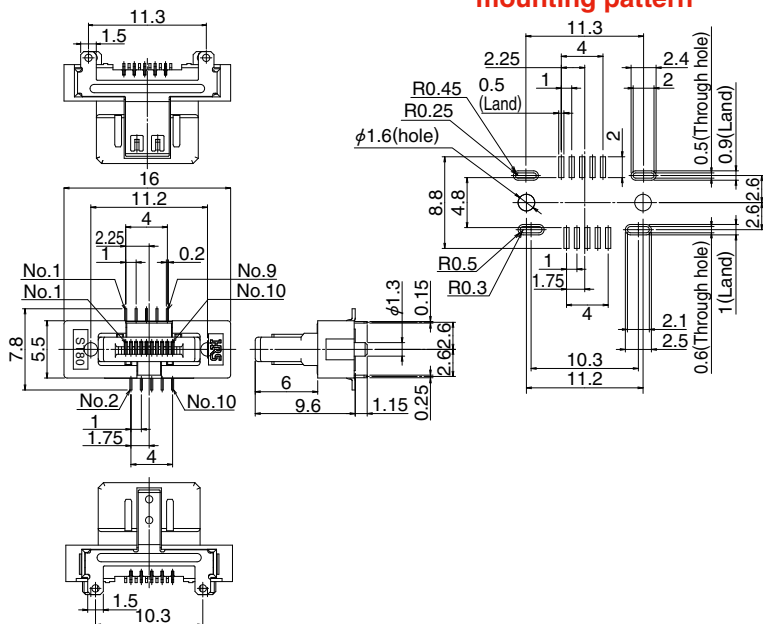 mounting pattern
11.3
1.5
16
11.2
4
2.25
1
0.2
No.1
No.9
No.1
No.10
7.8
5.5
ST80
HRS
No.2
No.10
1
1.75
4
φ1.3
0.15
2.6
2.6
0.25
6
9.6
1.15
1.5
10.3
11.3
4
2.25
2.4
1
2
0.5
(Land)
R0.45
R0.25
φ1.6(hole)
2
0.5(Through hole)
0.9(Land)
8.8
4.8
2.6
2.6
R0.5
R0.3
1
1.75
4
2.1
2.5
0.6(Through hole)
1(Land)
10.3
11.2